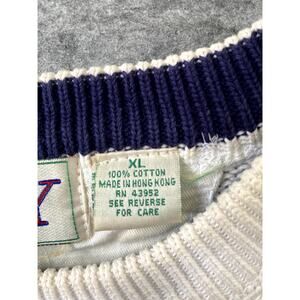 Y
XL
100% COTTON
MADE IN HONG KONG
RN 43952
SEE REVERSE
FOR CARE